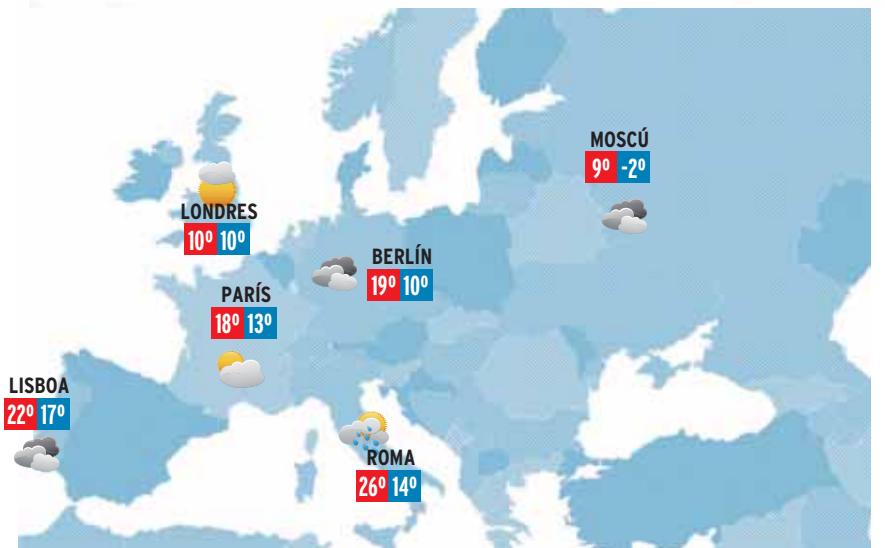 MOSCÚ
9º -2º
LONDRES
10º 10º
BERLÍN
19º 10º
PARÍS
18º 13º
LISBOA
22º 17º
ROMA
26º 14º